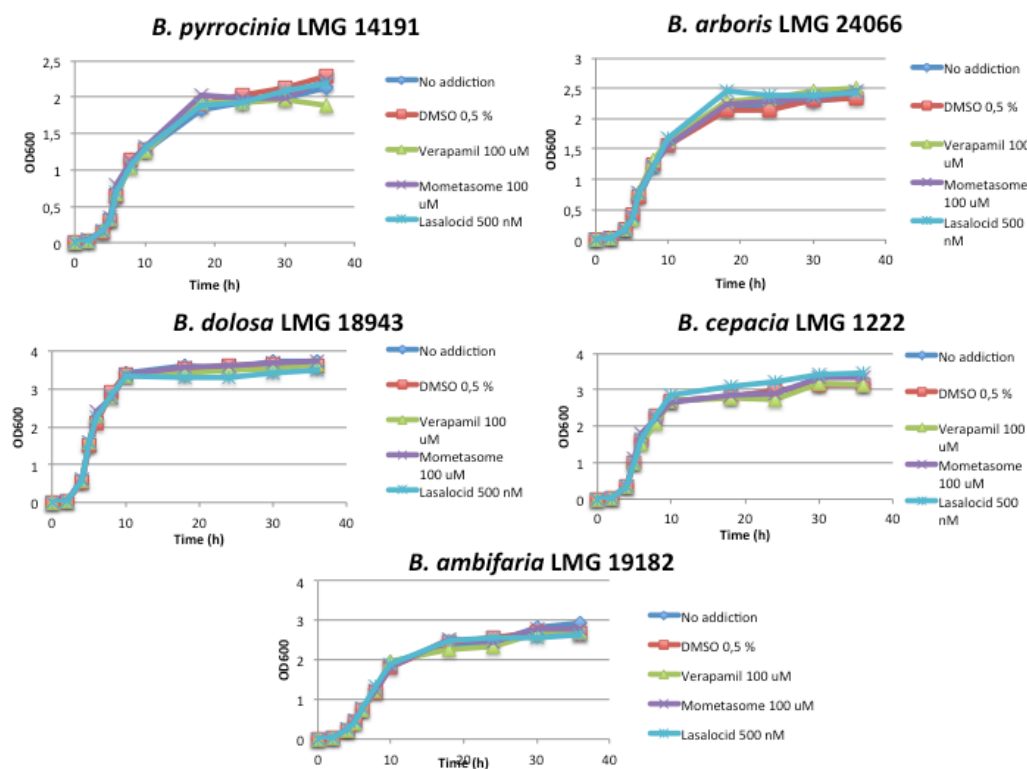 B. pyrrocinia LMG 14191
2,5
2
1,5
1
0,5
0
OD600
0 10 20 30 40
Time (h)
No addiction
DMSO 0,5 %
Verapamil 100 uM
Mometasome 100
uM
Lasalocid 500 nM
B. arboris LMG 24066
3
2,5
2
1,5
1
0,5
0
OD600
0 10 20 30 40
Time (h)
No addiction
DMSO 0,5 %
Verapamil 100
uM
Mometasome
100 uM
Lasalocid 500
nM
B. dolosa LMG 18943
4
3
2
1
0
OD600
0 10 20 30 40
Time (h)
No addiction
DMSO 0,5 %
Verapamil 100
uM
Mometasome
100 uM
Lasalocid 500 nM
B. cepacia LMG 1222
4
3
2
1
0
OD600
0 10 20 30 40
Time (h)
No addiction
DMSO 0,5 %
Verapamil 100
uM
Mometasome
100 uM
Lasalocid 500
nM
B. ambifaria LMG 19182
4
3
2
1
0
OD600
0 10 20 30 40
Time (h)
No addiction
DMSO 0,5 %
Verapamil 100 uM
Mometasome 100 uM
Lasalocid 500 nM